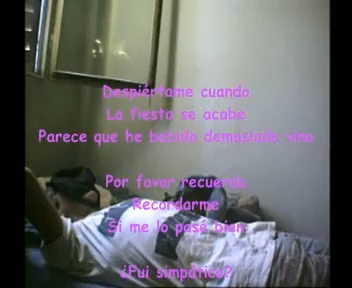 Despiértame cuando
La fiesta se acabe
Parece que he bebido demasiado vino
Por favor recuerda
Recordarme
Si me lo pasé bien
¿Fui simpático?